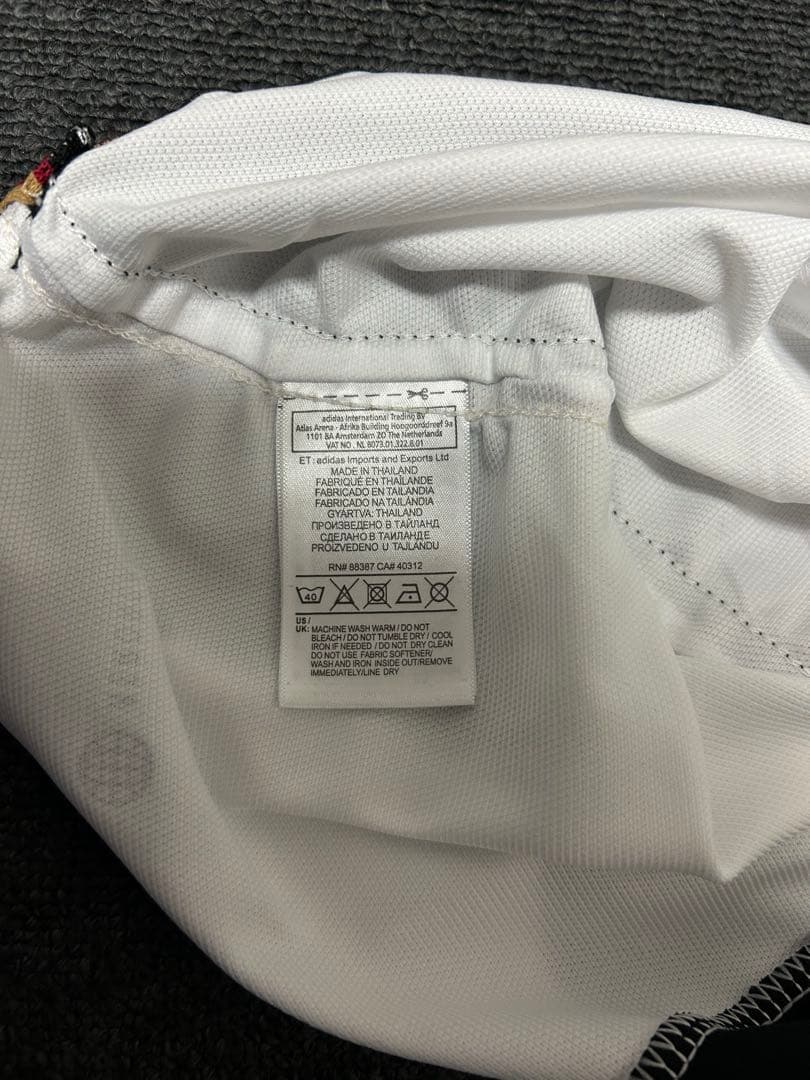 adidas International Trading BV
Atlas Arena - Afrika Building Hoogoorddreef 9a
1101 BA Amsterdam ZO The Netherlands
VAT NO . NL 8073.01.322.B.01
ET: adidas Imports and Exports Ltd
MADE IN THAILAND
FABRIQUÉ EN THAÏLANDE
FABRICADO EN TAILANDIA
FABRICADO NA TAILÂNDIA
GYÁRTVA: THAILAND
ПРОИЗВЕДЕНО В ТАЙЛАНД
СДЕЛАНО В ТАИЛАНДЕ
PROIZVEDENO U TAJLANDU
RN# 88387 CA# 40312
40
US /
UK: MACHINE WASH WARM / DO NOT
BLEACH / DO NOT TUMBLE DRY / COOL
IRON IF NEEDED / DO NOT DRY CLEAN
DO NOT USE FABRIC SOFTENER/
WASH AND IRON INSIDE OUT/REMOVE
IMMEDIATELY/LINE DRY